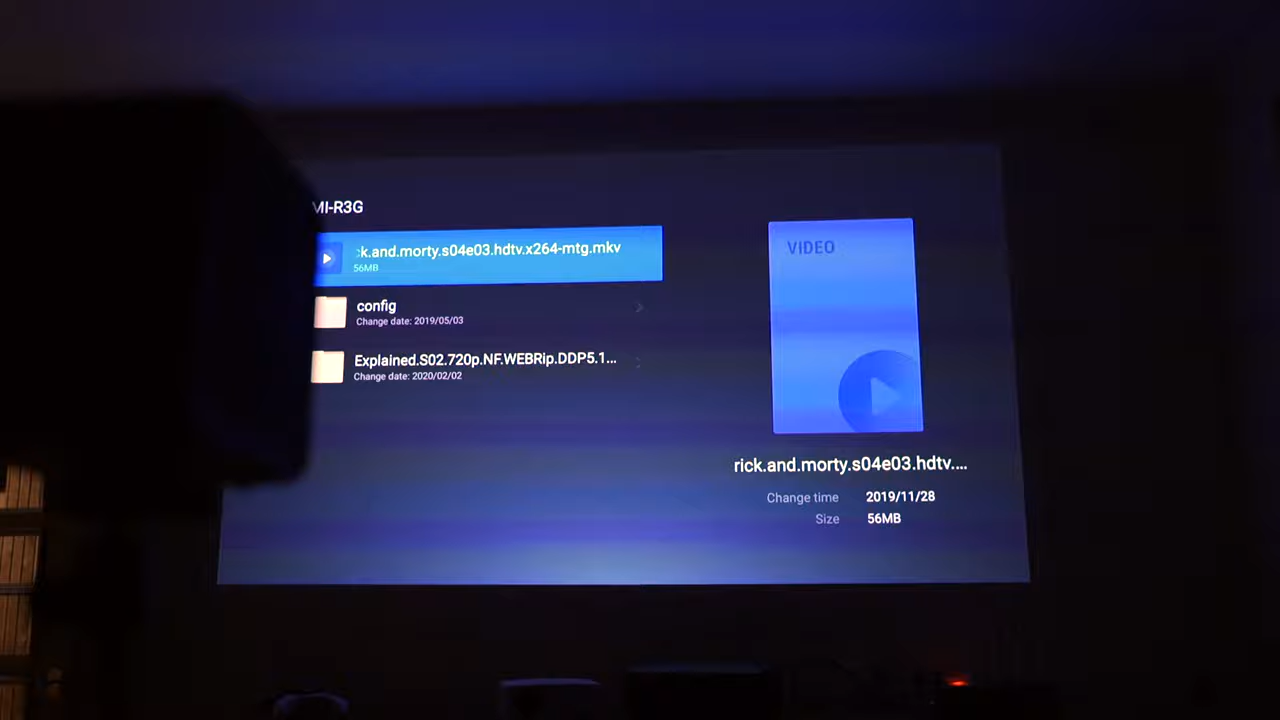 MI-R3G
k.and.morty.s04e03.hdtv.x264-mtg.mkv
56MB
config
Change date: 2019/05/03
Explained.S02.720p.NF.WEBRip.DDP5.1...
Change date: 2020/02/02
VIDEO
rick.and.morty.s04e03.hdtv....
Change time 2019/11/28
Size 56MB